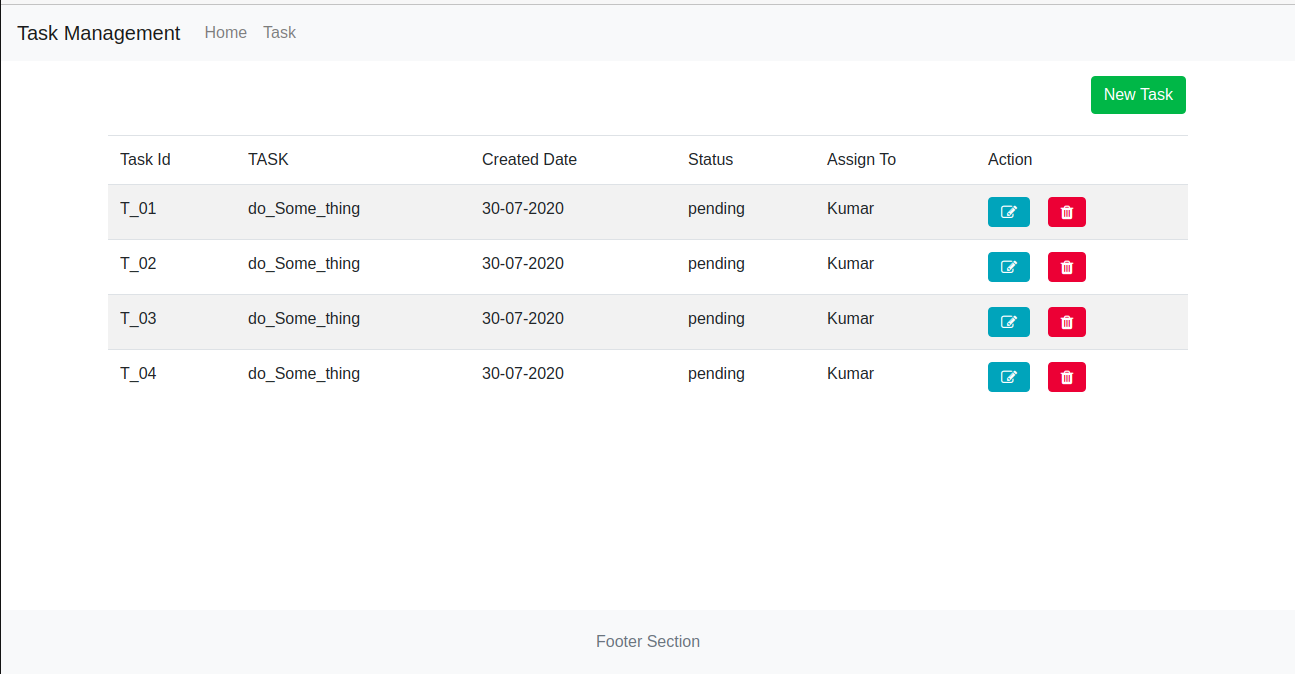 Task Management Home Task
New Task
Task Id TASK Created Date Status Assign To Action
T_01 do_Some_thing 30-07-2020 pending Kumar
T_02 do_Some_thing 30-07-2020 pending Kumar
T_03 do_Some_thing 30-07-2020 pending Kumar
T_04 do_Some_thing 30-07-2020 pending Kumar
Footer Section